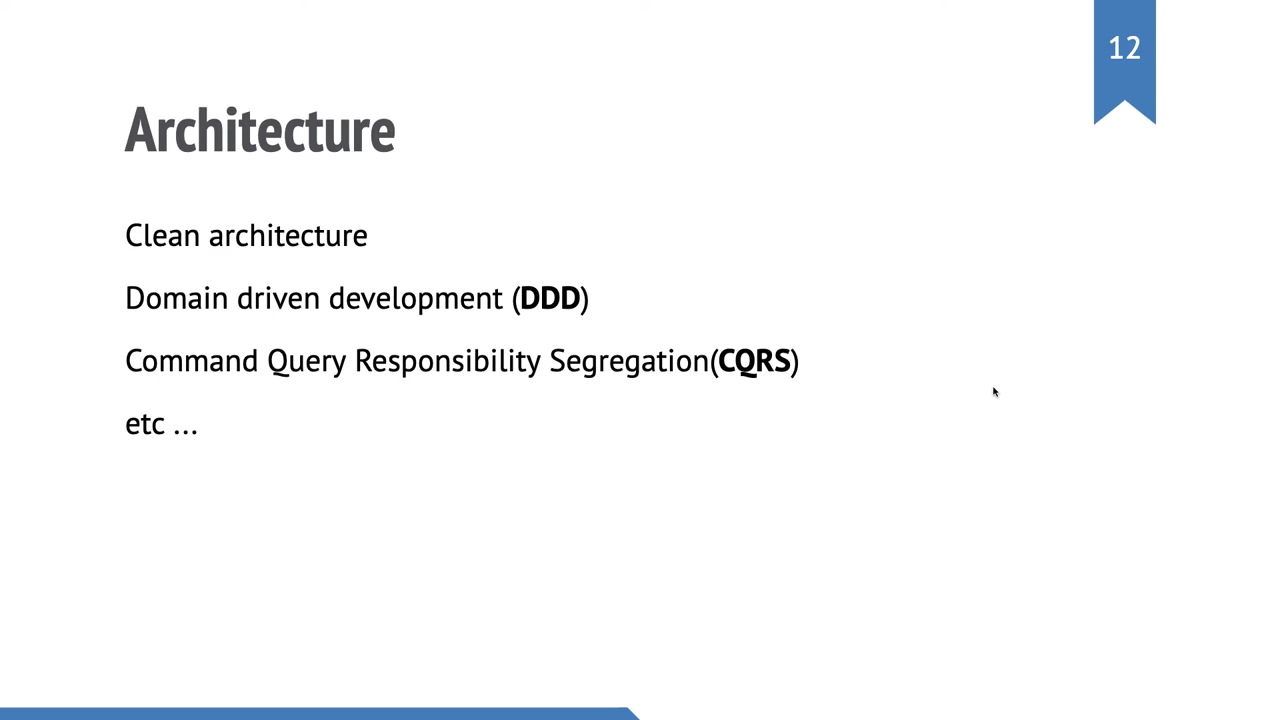 12
Architecture
Clean architecture
Domain driven development (DDD)
Command Query Responsibility Segregation(CQRS)
etc ...